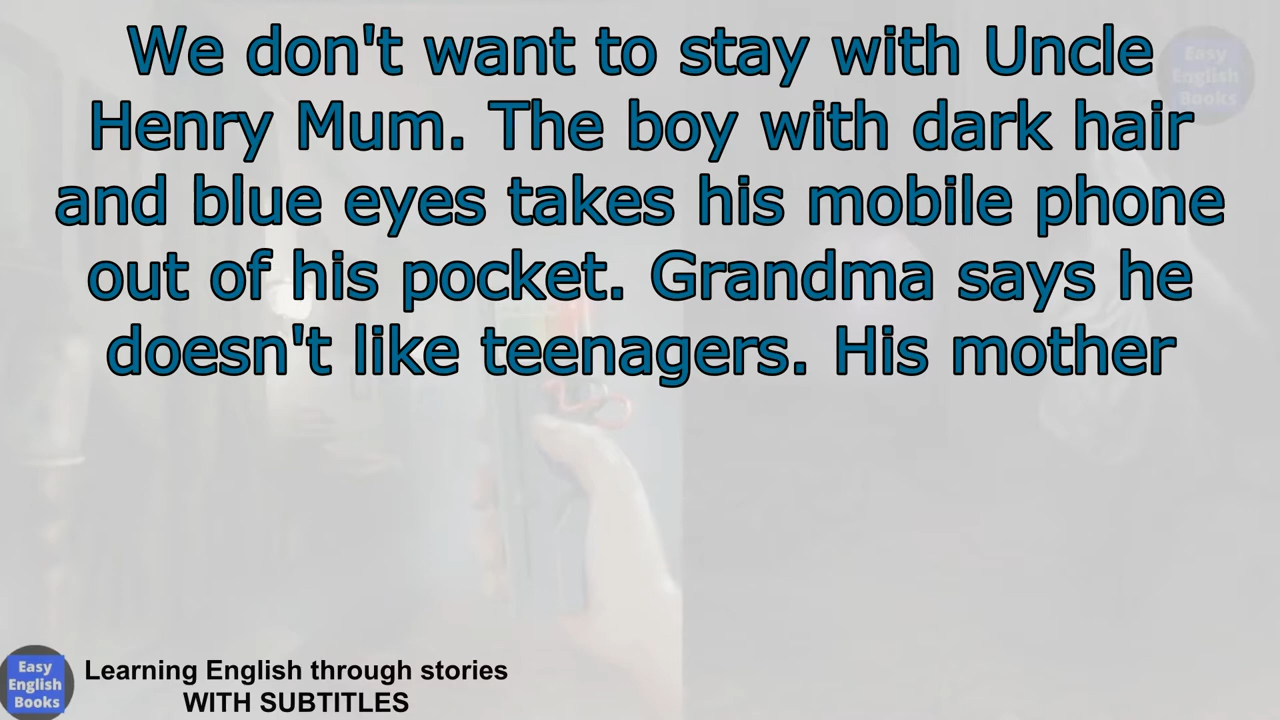 We don't want to stay with Uncle
Henry Mum. The boy with dark hair
and blue eyes takes his mobile phone
out of his pocket. Grandma says he
doesn't like teenagers. His mother
Easy
English
Books
Easy
English
Books
Learning English through stories
WITH SUBTITLES